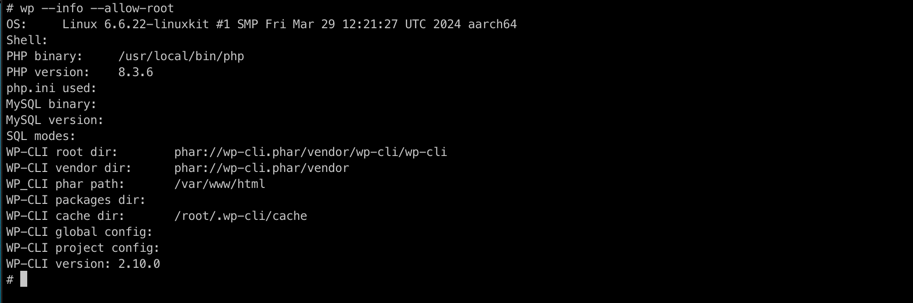 # wp --info --allow-root
OS:	Linux 6.6.22-linuxkit #1 SMP Fri Mar 29 12:21:27 UTC 2024 aarch64
Shell:
PHP binary:	/usr/local/bin/php
PHP version:	8.3.6
php.ini used:
MySQL binary:
MySQL version:
SQL modes:
WP-CLI root dir:	phar://wp-cli.phar/vendor/wp-cli/wp-cli
WP-CLI vendor dir:	phar://wp-cli.phar/vendor
WP_CLI phar path:	/var/www/html
WP-CLI packages dir:
WP-CLI cache dir:	/root/.wp-cli/cache
WP-CLI global config:
WP-CLI project config:
WP-CLI version:	2.10.0
#